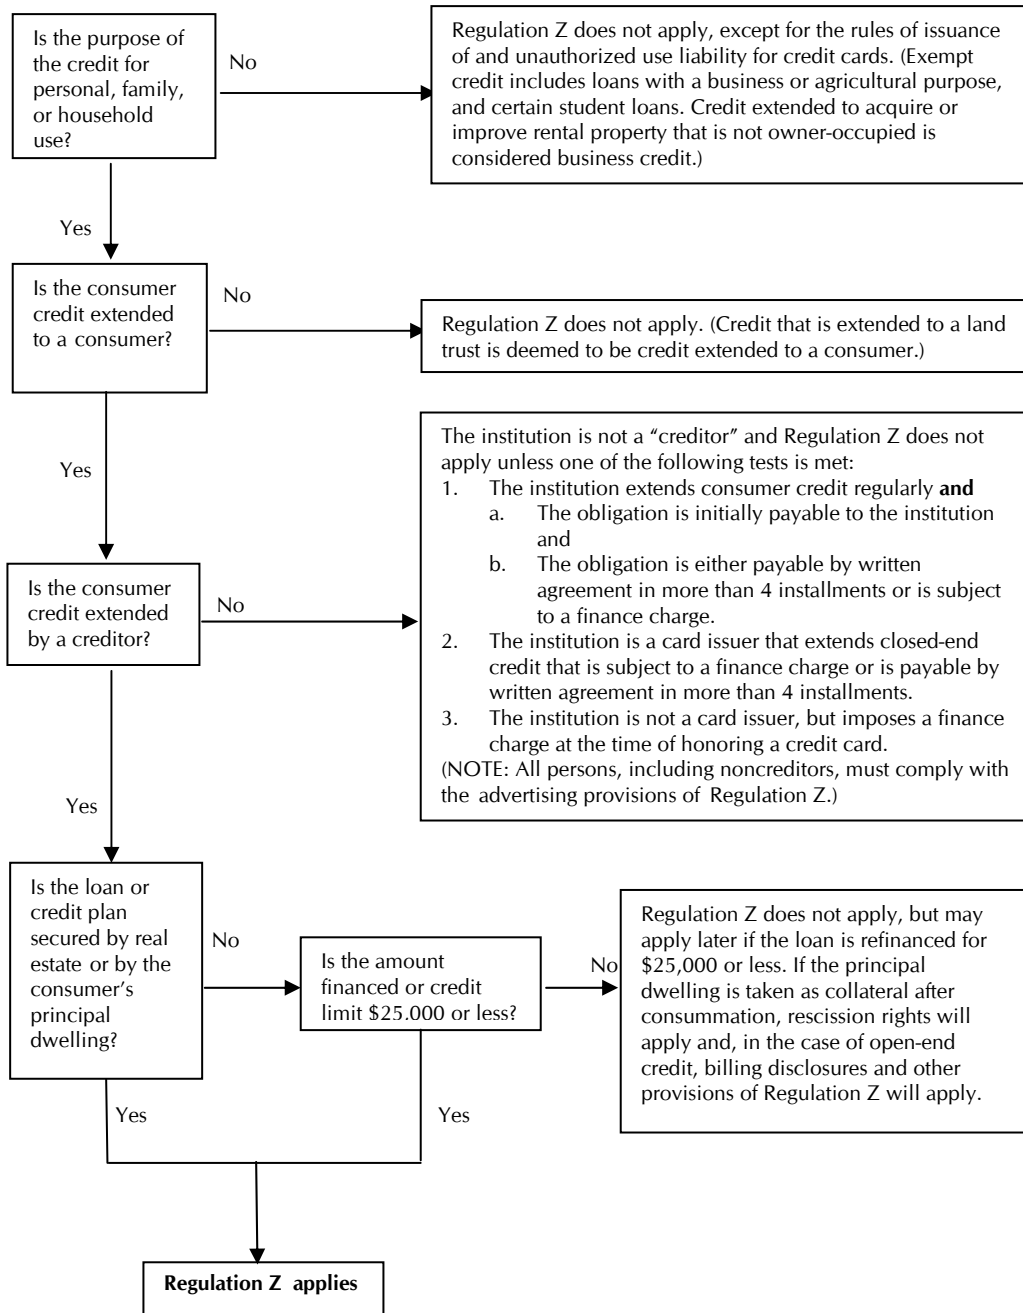 Is the purpose of
the credit for
personal, family,
or household
use?
No
Regulation Z does not apply, except for the rules of issuance
of and unauthorized use liability for credit cards. (Exempt
credit includes loans with a business or agricultural purpose,
and certain student loans. Credit extended to acquire or
improve rental property that is not owner-occupied is
considered business credit.)
Yes
Is the consumer
credit extended
to a consumer?
No
Regulation Z does not apply. (Credit that is extended to a land
trust is deemed to be credit extended to a consumer.)
Yes
The institution is not a “creditor” and Regulation Z does not
apply unless one of the following tests is met:
1. The institution extends consumer credit regularly and
a. The obligation is initially payable to the institution
and
b. The obligation is either payable by written
agreement in more than 4 installments or is subject
to a finance charge.
2. The institution is a card issuer that extends closed-end
credit that is subject to a finance charge or is payable by
written agreement in more than 4 installments.
3. The institution is not a card issuer, but imposes a finance
charge at the time of honoring a credit card.
(NOTE: All persons, including noncreditors, must comply with
the advertising provisions of Regulation Z.)
Is the consumer
credit extended
by a creditor?
No
Yes
Is the loan or
credit plan
secured by real
estate or by the
consumer’s
principal
dwelling?
No
Is the amount
financed or credit
limit $25,000 or less?
No
Regulation Z does not apply, but may
apply later if the loan is refinanced for
$25,000 or less. If the principal
dwelling is taken as collateral after
consummation, rescission rights will
apply and, in the case of open-end
credit, billing disclosures and other
provisions of Regulation Z will apply.
Yes
Yes
Regulation Z applies